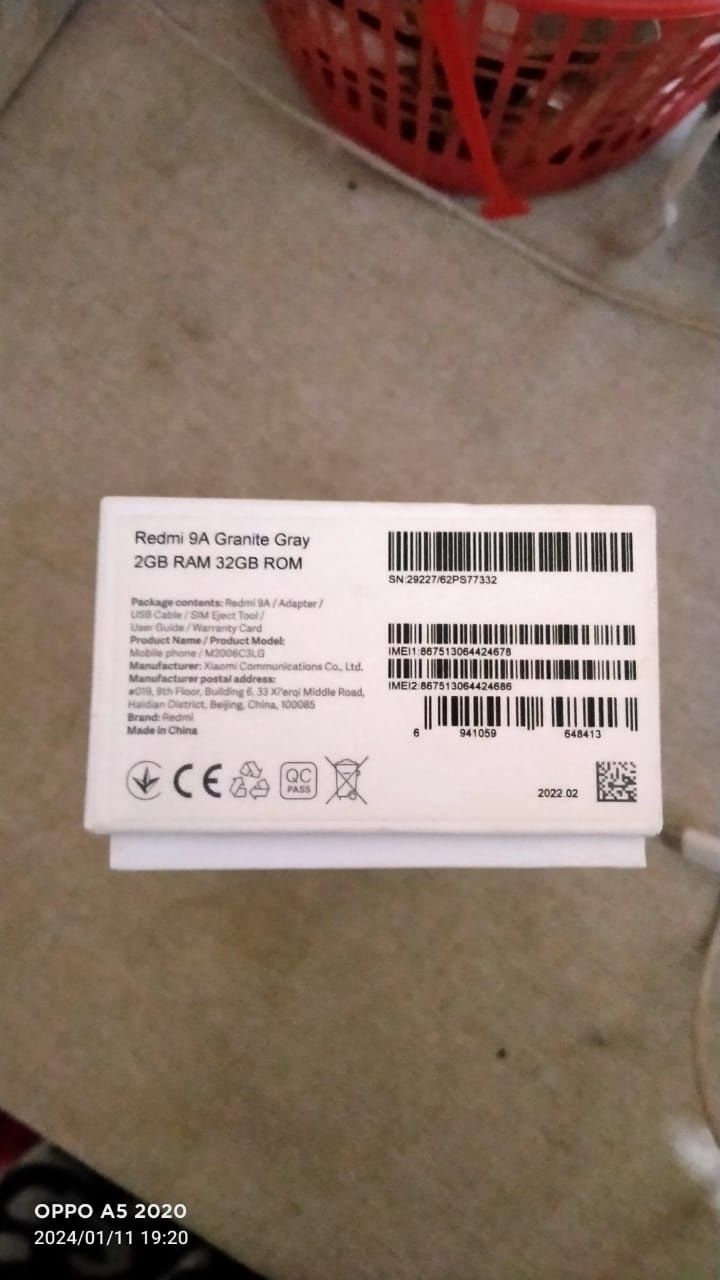 Redmi 9A Granite Gray
2GB RAM 32GB ROM
Package contents: Redmi 9A / Adapter /
USB Cable / SIM Eject Tool /
User Guide / Warranty Card
Product Name / Product Model:
Mobile phone / M2006C3LG
Manufacturer: Xiaomi Communications Co., Ltd.
Manufacturer postal address:
#019, 9th Floor, Building 6, 33 Xi'erqi Middle Road,
Haidian District, Beijing, China, 100085
Brand: Redmi
Made in China
CE
QC
PASS
SN:29227/62PS77332
IMEI1:867513064424678
IMEI2:867513064424686
6 941059 648413
2022.02
OPPO A5 2020
2024/01/11 19:20